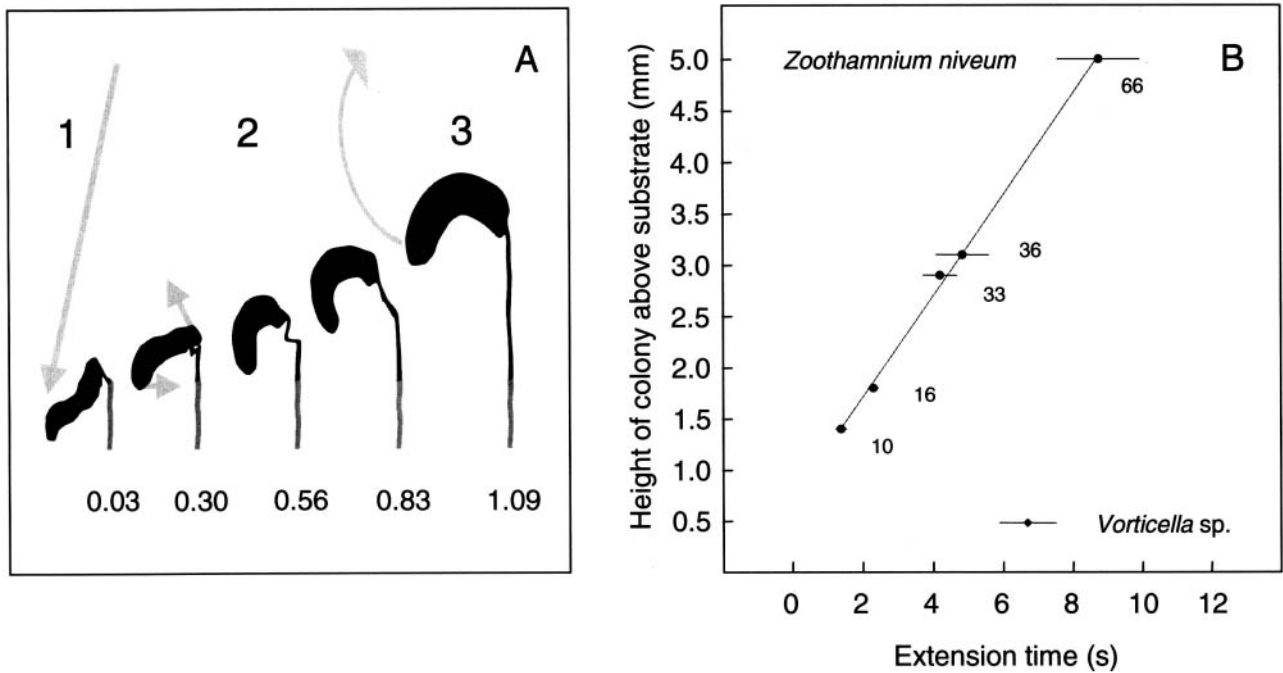 A
1
2
3
0.03 0.30 0.56 0.83 1.09
Height of colony above substrate (mm)
Zoothamnium niveum
B
5.0
4.5
4.0
3.5
3.0
2.5
2.0
1.5
1.0
0.5
66
36
33
16
10
Vorticella sp.
0 2 4 6 8 10 12
Extension time (s)